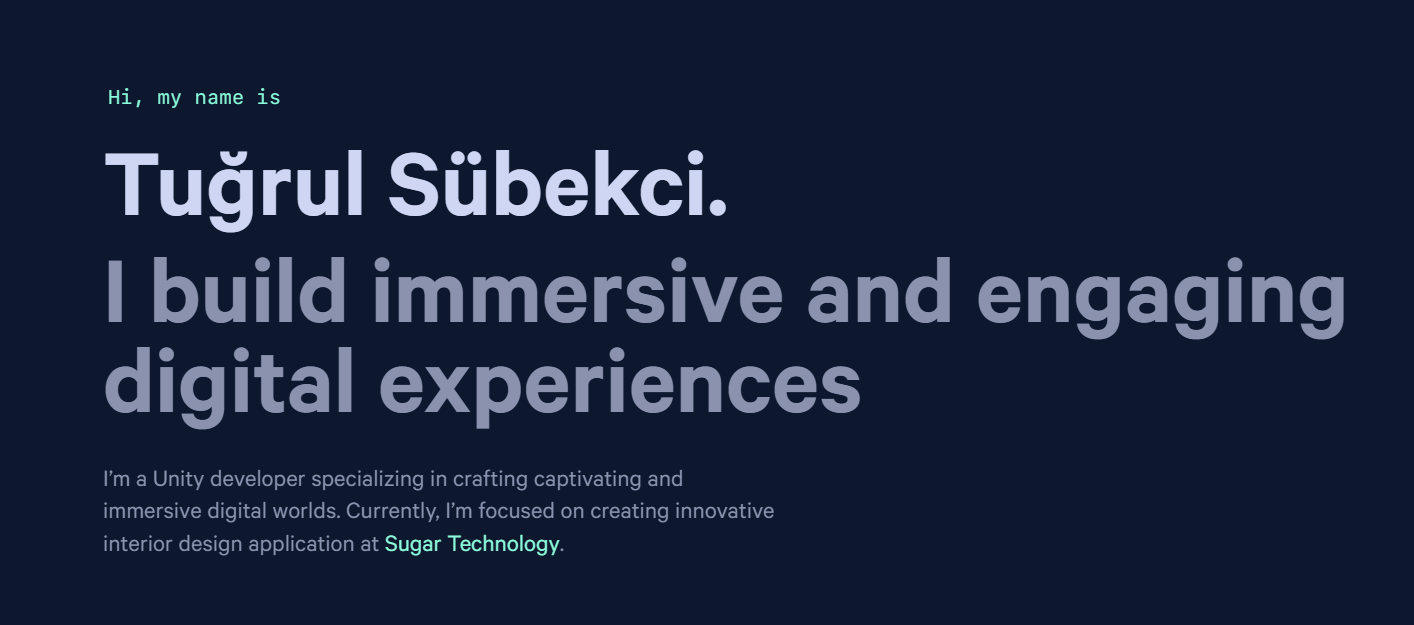 Hi, my name is
Tuğrul Sübekci.
I build immersive and engaging
digital experiences
I’m a Unity developer specializing in crafting captivating and
immersive digital worlds. Currently, I’m focused on creating innovative
interior design application at Sugar Technology.